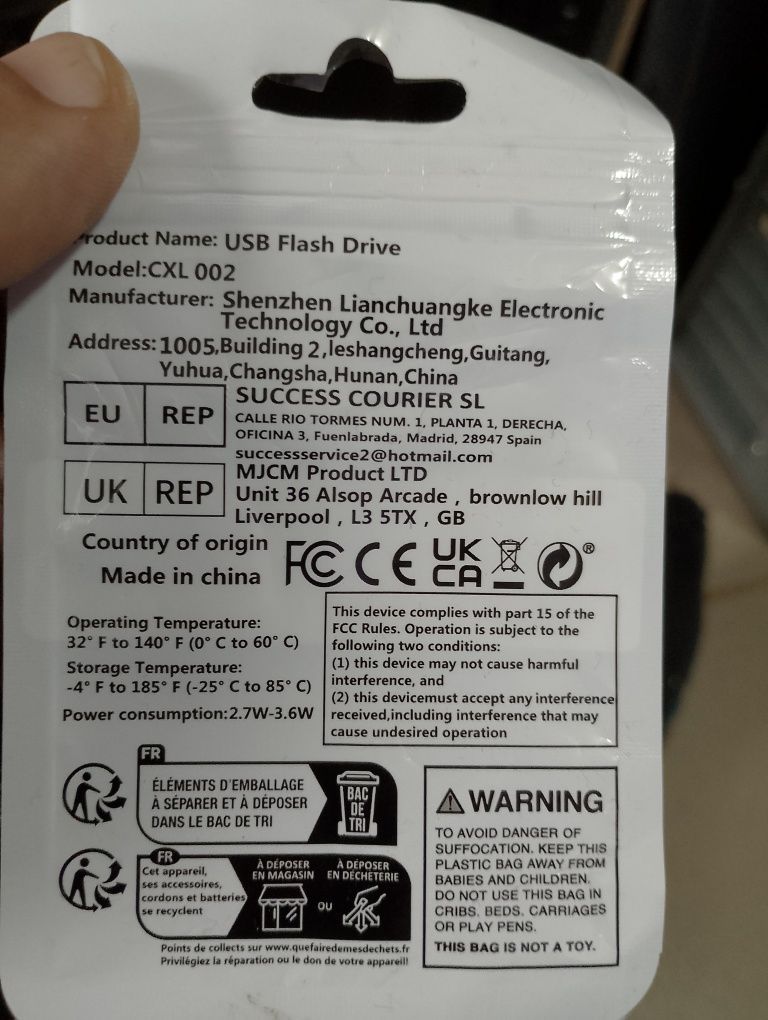 Product Name: USB Flash Drive
Model:CXL 002
Manufacturer: Shenzhen Lianchuangke Electronic
Technology Co., Ltd
Address: 1005,Building 2,leshangcheng,Guitang,
Yuhua,Changsha,Hunan,China
EU REP
SUCCESS COURIER SL
CALLE RIO TORMES NUM. 1, PLANTA 1, DERECHA,
OFICINA 3, Fuenlabrada, Madrid, 28947 Spain
successservice2@hotmail.com
UK REP
MJCM Product LTD
Unit 36 Alsop Arcade , brownlow hill
Liverpool , L3 5TX , GB
Country of origin
Made in china
FC CE UK
CA
®
Operating Temperature:
32° F to 140° F (0° C to 60° C)
Storage Temperature:
-4° F to 185° F (-25° C to 85° C)
Power consumption:2.7W-3.6W
This device complies with part 15 of the
FCC Rules. Operation is subject to the
following two conditions:
(1) this device may not cause harmful
interference, and
(2) this devicemust accept any interference
received,including interference that may
cause undesired operation
FR
ÉLÉMENTS D'EMBALLAGE
À SÉPARER ET À DÉPOSER
DANS LE BAC DE TRI
BAC
DE
TRI
FR
Cet appareil,
ses accessoires,
cordons et batteries
se recyclent
À DÉPOSER
EN MAGASIN
OU
À DÉPOSER
EN DÉCHÈTERIE
Points de collects sur www.quefairedemesdechets.fr
Privilégiez la réparation ou le don de votre appareil!
WARNING
TO AVOID DANGER OF
SUFFOCATION. KEEP THIS
PLASTIC BAG AWAY FROM
BABIES AND CHILDREN.
DO NOT USE THIS BAG IN
CRIBS. BEDS. CARRIAGES
OR PLAY PENS.
THIS BAG IS NOT A TOY.